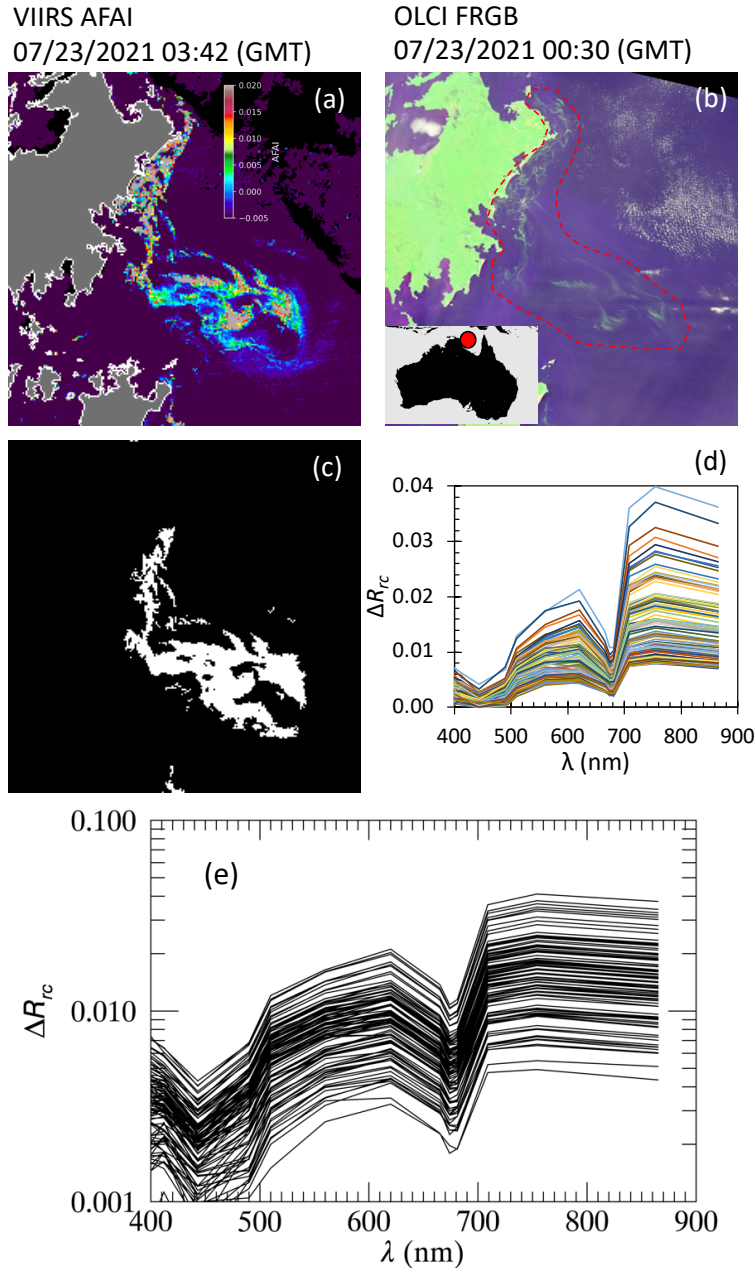 VIIRS AFAI
07/23/2021 03:42 (GMT)
OLCI FRGB
07/23/2021 00:30 (GMT)
(a)
0.020
0.015
0.010
0.005
0.000
−0.005
AFAI
(b)
(c)
(d)
0.04
0.03
0.02
0.01
0.00
ΔRrc
400 500 600 700 800 900
λ (nm)
(e)
0.100
0.010
0.001
ΔRrc
400 500 600 700 800 900
λ (nm)